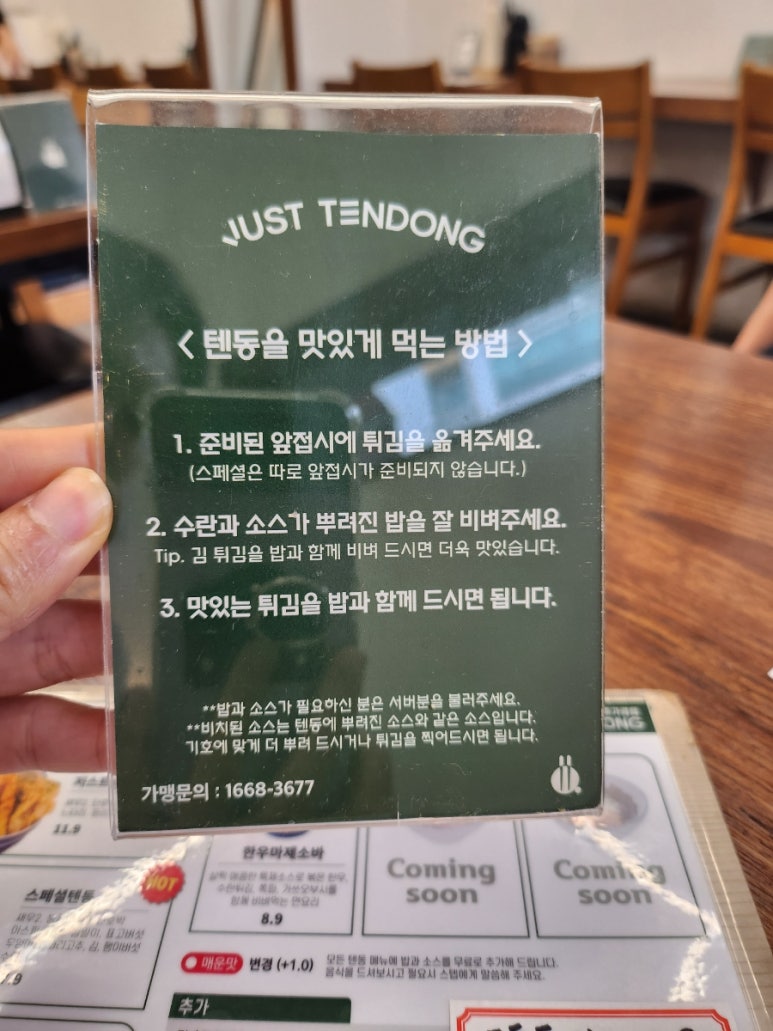 JUST TENDONG
< 텐동을 맛있게 먹는 방법 >
1. 준비된 앞접시에 튀김을 옮겨주세요.
(스페셜은 따로 앞접시가 준비되지 않습니다.)
2. 수란과 소스가 뿌려진 밥을 잘 비벼주세요.
Tip. 김 튀김을 밥과 함께 비벼 드시면 더욱 맛있습니다.
3. 맛있는 튀김을 밥과 함께 드시면 됩니다.
**밥과 소스가 필요하신 분은 서버분을 불러주세요.
**비치된 소스는 텐동에 뿌려진 소스와 같은 소스입니다.
기호에 맞게 더 뿌려 드시거나 튀김을 찍어드시면 됩니다.
가맹문의 : 1668-3677
11.9
스페셜텐동
HOT
한우마제소바
함께 비벼먹는 면요리
8.9
Coming
soon
Coming
soon
매운맛 변경 (+1.0)
모든 텐동 메뉴에 밥과 소스를 무료로 추가해 드립니다.
음식을 드셔보시고 필요시 스텝에게 말씀해 주세요.
추가